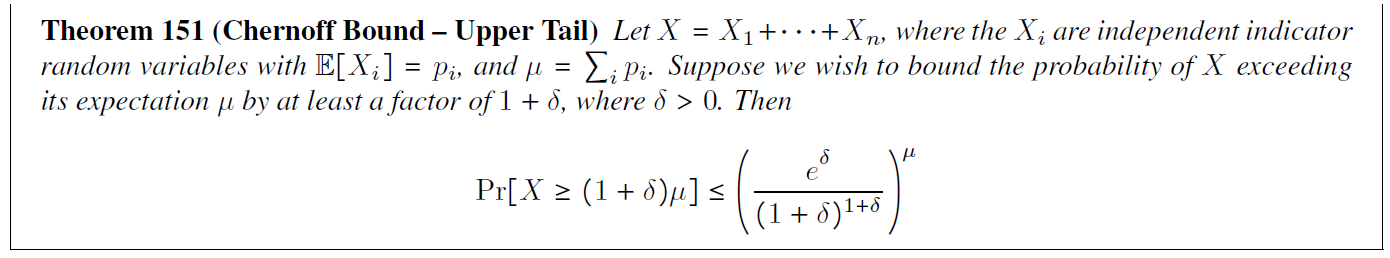 Theorem 151 (Chernoff Bound – Upper Tail) Let X = X₁+⋯+Xₙ, where the Xᵢ are independent indicator
random variables with 𝔼[Xᵢ] = pᵢ, and μ = ∑ᵢ pᵢ. Suppose we wish to bound the probability of X exceeding
its expectation μ by at least a factor of 1 + δ, where δ > 0. Then
Pr[X ≥ (1 + δ)μ] ≤ (e^δ / (1 + δ)^(1+δ))^μ